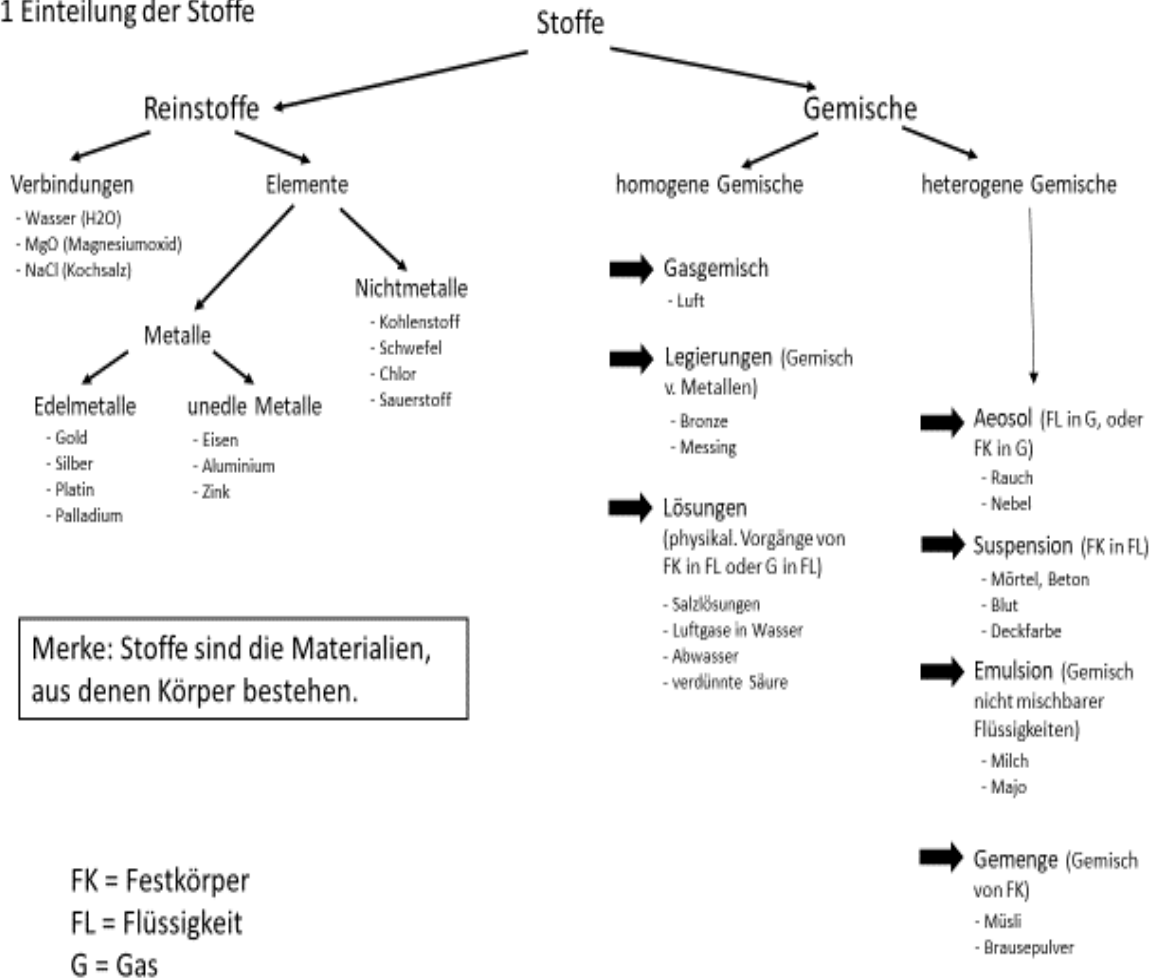 1 Einteilung der Stoffe
Stoffe
Reinstoffe
Verbindungen
- Wasser (H2O)
- MgO (Magnesiumoxid)
- NaCl (Kochsalz)
Elemente
Metalle
Edelmetalle
- Gold
- Silber
- Platin
- Palladium
unedle Metalle
- Eisen
- Aluminium
- Zink
Nichtmetalle
- Kohlenstoff
- Schwefel
- Chlor
- Sauerstoff
Gemische
homogene Gemische
Gasgemisch
- Luft
Legierungen (Gemisch
v. Metallen)
- Bronze
- Messing
Lösungen
(physikal. Vorgänge von
FK in FL oder G in FL)
- Salzlösungen
- Luftgase in Wasser
- Abwasser
- verdünnte Säure
heterogene Gemische
Aeosol (FL in G, oder
FK in G)
- Rauch
- Nebel
Suspension (FK in FL)
- Mörtel, Beton
- Blut
- Deckfarbe
Emulsion (Gemisch
nicht mischbarer
Flüssigkeiten)
- Milch
- Majo
Gemenge (Gemisch
von FK)
- Müsli
- Brausepulver
Merke: Stoffe sind die Materialien,
aus denen Körper bestehen.
FK = Festkörper
FL = Flüssigkeit
G = Gas